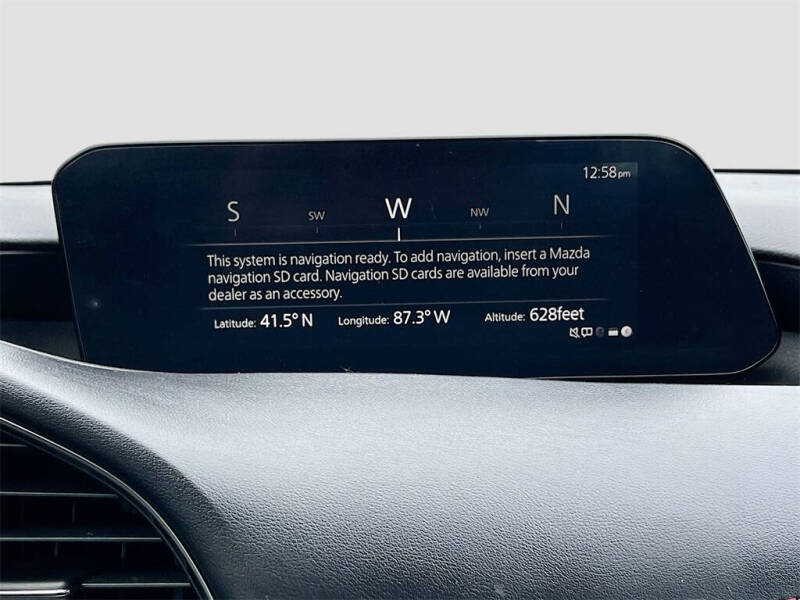 12:58pm
S SW W NW N
This system is navigation ready. To add navigation, insert a Mazda
navigation SD card. Navigation SD cards are available from your
dealer as an accessory.
Latitude: 41.5° N Longitude: 87.3° W Altitude: 628feet